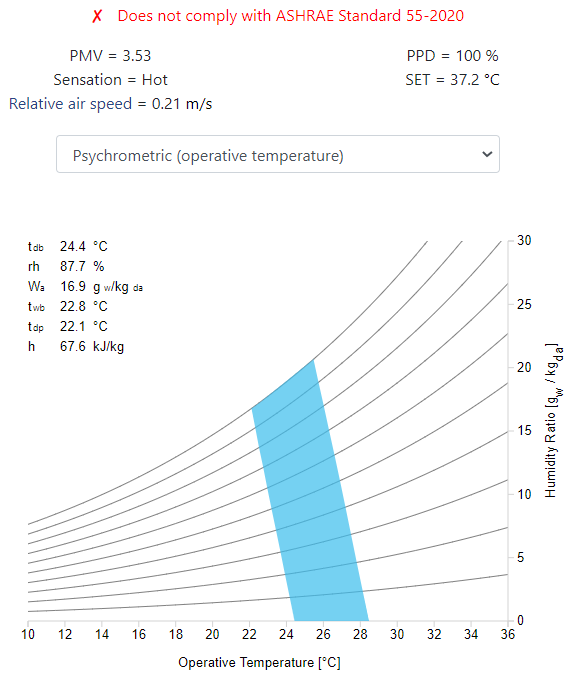 ✗ Does not comply with ASHRAE Standard 55-2020
PMV = 3.53 PPD = 100 %
Sensation = Hot SET = 37.2 °C
Relative air speed = 0.21 m/s
Psychrometric (operative temperature)
tdb 24.4 °C
rh 87.7 %
Wa 16.9 g w/kg da
twb 22.8 °C
tdp 22.1 °C
h 67.6 kJ/kg
30
25
20
15
10
5
0
Humidity Ratio [gw / kgda]
10 12 14 16 18 20 22 24 26 28 30 32 34 36
Operative Temperature [°C]